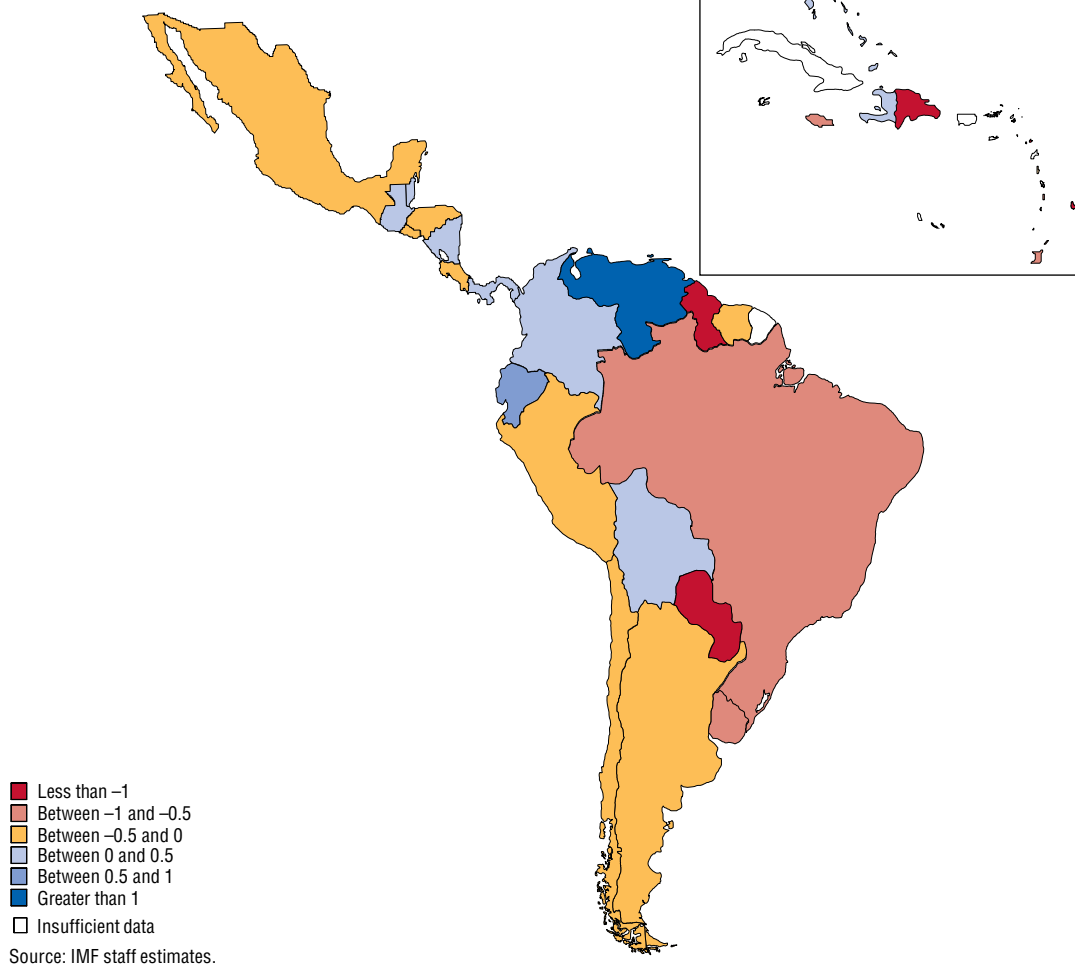 Less than –1
Between –1 and –0.5
Between –0.5 and 0
Between 0 and 0.5
Between 0.5 and 1
Greater than 1
Insufficient data
Source: IMF staff estimates.